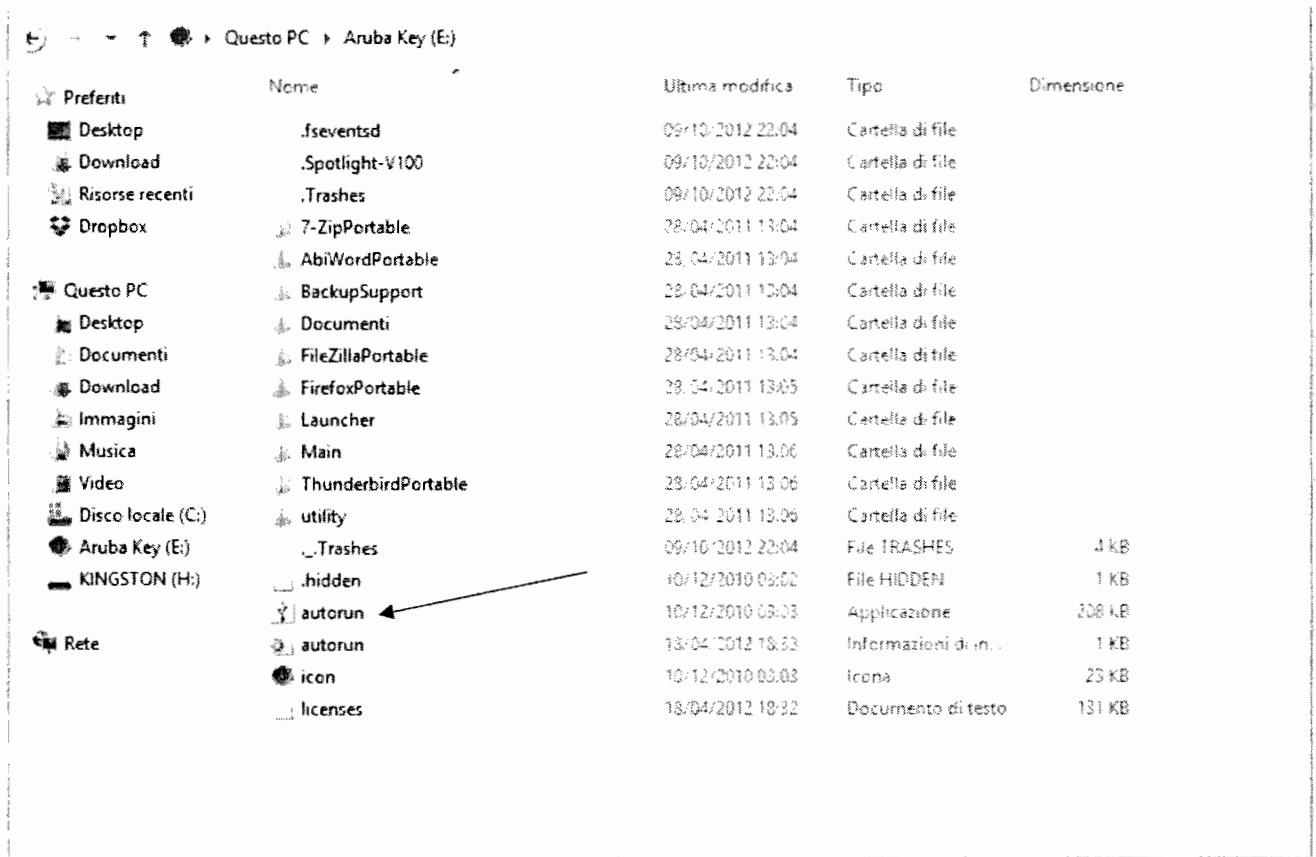 Questo PC Aruba Key (E:)
Nome Ultima modifica Tipo Dimensione
Preferiti
Desktop
Download
Risorse recenti
Dropbox
Questo PC
Desktop
Documenti
Download
Immagini
Musica
Video
Disco locale (C:)
Aruba Key (E:)
KINGSTON (H:)
Rete
.fseventsd 09/10/2012 22:04 Cartella di file
.Spotlight-V100 09/10/2012 22:04 Cartella di file
.Trashes 09/10/2012 22:04 Cartella di file
7-ZipPortable 28/04/2011 13:04 Cartella di file
AbiWordPortable 28/04/2011 13:04 Cartella di file
BackupSupport 28/04/2011 13:04 Cartella di file
Documenti 28/04/2011 13:04 Cartella di file
FileZillaPortable 28/04/2011 13:04 Cartella di file
FirefoxPortable 28/04/2011 13:05 Cartella di file
Launcher 28/04/2011 13:05 Cartella di file
Main 28/04/2011 13:06 Cartella di file
ThunderbirdPortable 28/04/2011 13:06 Cartella di file
utility 28/04/2011 13:06 Cartella di file
._.Trashes 09/10/2012 22:04 File TRASHES 4 KB
.hidden 10/12/2010 File HIDDEN 1 KB
autorun 10/12/2010 Applicazione 208 KB
autorun 18/04/2012 18:33 Informazioni di in... 1 KB
icon 10/12/2010 Icona 23 KB
licenses 18/04/2012 18:32 Documento di testo 131 KB